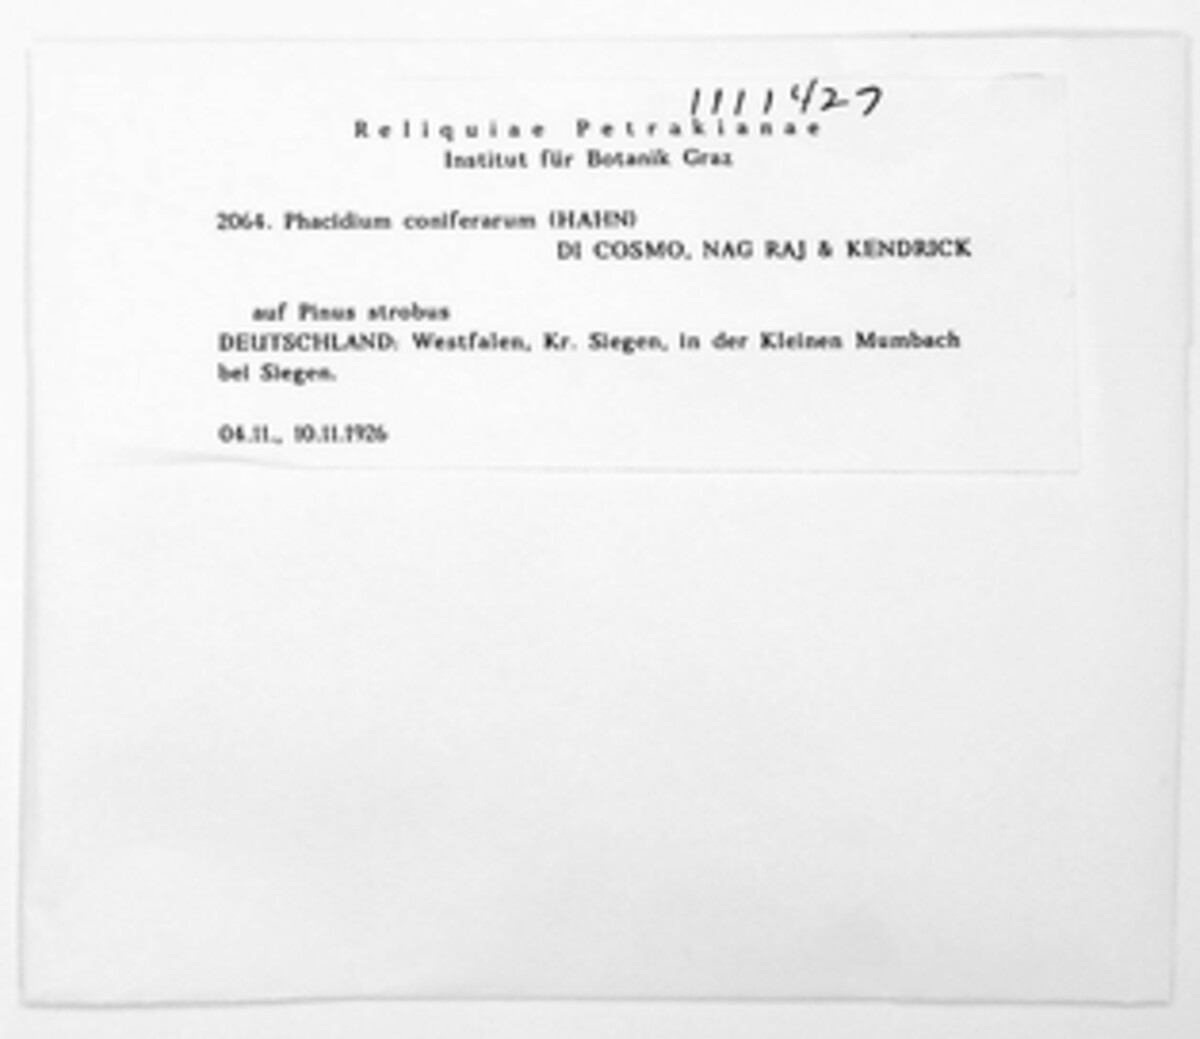 1111427
Reliquiae Petrakianae
Institut für Botanik Graz
2064. Phacidium coniferarum (HAHN)
DI COSMO, NAG RAJ & KENDRICK
auf Pinus strobus
DEUTSCHLAND: Westfalen, Kr. Siegen, in der Kleinen Mumbach
bei Siegen.
04.11., 10.11.1926